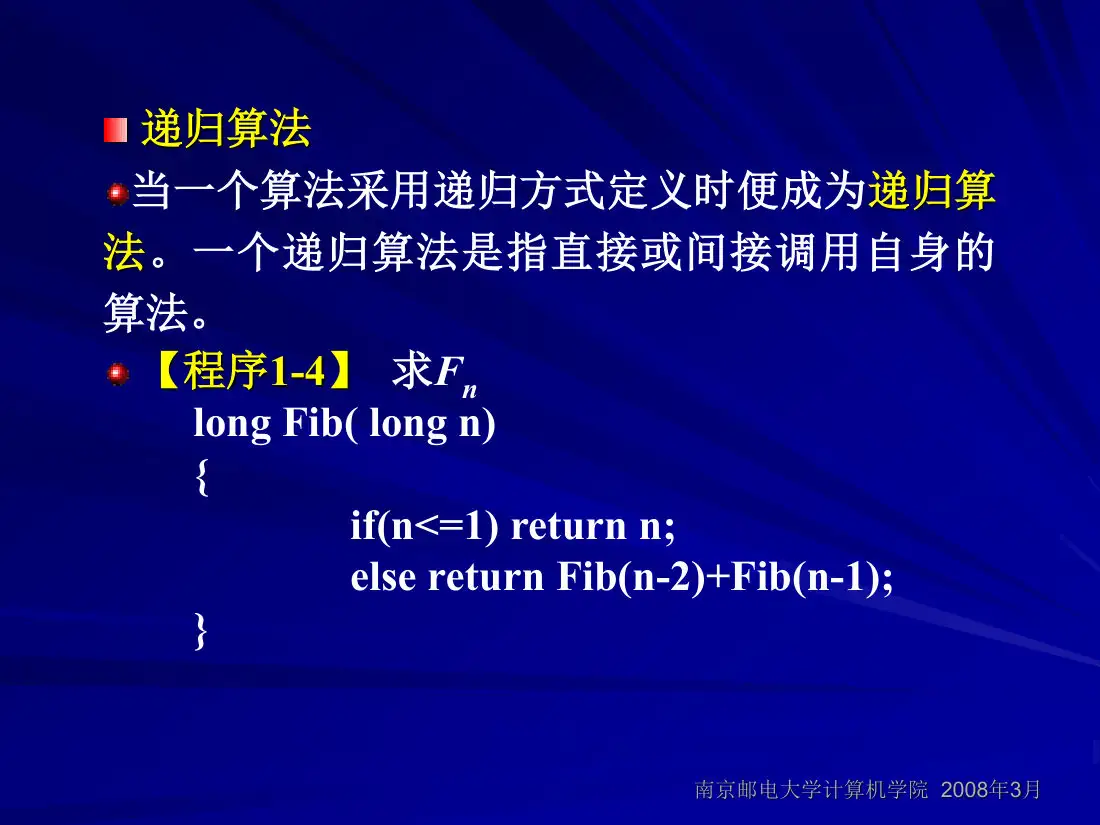 递归算法
当一个算法采用递归方式定义时便成为递归算
法。一个递归算法是指直接或间接调用自身的
算法。
【程序1-4】 求Fn
long Fib( long n)
{
if(n<=1) return n;
else return Fib(n-2)+Fib(n-1);
}
南京邮电大学计算机学院 2008年3月